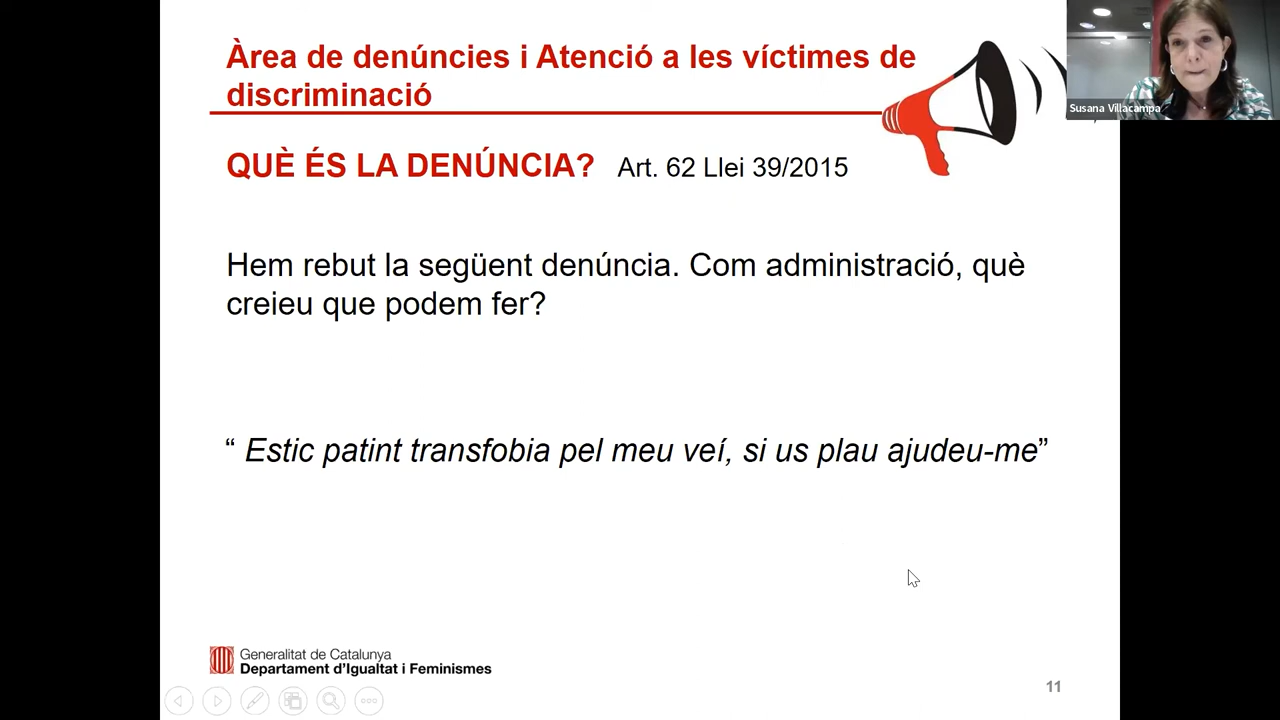 Àrea de denúncies i Atenció a les víctimes de
discriminació
Susana Villacampa
QUÈ ÉS LA DENÚNCIA? Art. 62 Llei 39/2015
Hem rebut la següent denúncia. Com administració, què
creieu que podem fer?
“ Estic patint transfobia pel meu veí, si us plau ajudeu-me”
Generalitat de Catalunya
Departament d’Igualtat i Feminismes
11